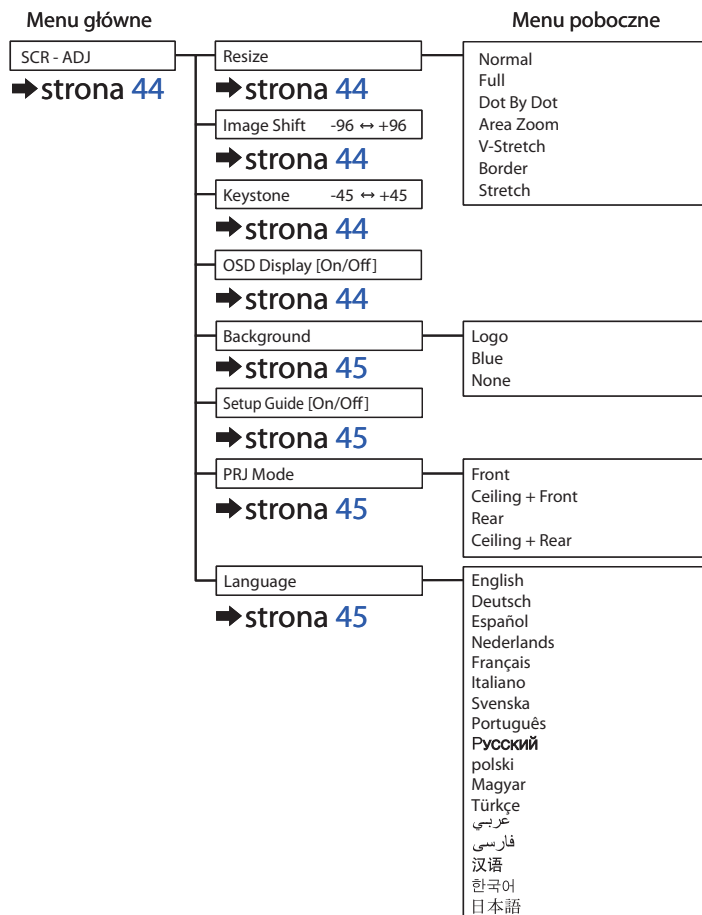 Menu główne
Menu poboczne
SCR - ADJ
➡strona 44
Resize
➡strona 44
Normal
Full
Dot By Dot
Area Zoom
V-Stretch
Border
Stretch
Image Shift -96 ↔ +96
➡strona 44
Keystone -45 ↔ +45
➡strona 44
OSD Display [On/Off]
➡strona 44
Background
➡strona 45
Logo
Blue
None
Setup Guide [On/Off]
➡strona 45
PRJ Mode
➡strona 45
Front
Ceiling + Front
Rear
Ceiling + Rear
Language
➡strona 45
English
Deutsch
Español
Nederlands
Français
Italiano
Svenska
Português
Русский
polski
Magyar
Türkçe
عربي
فارسی
汉语
한국어
日本語